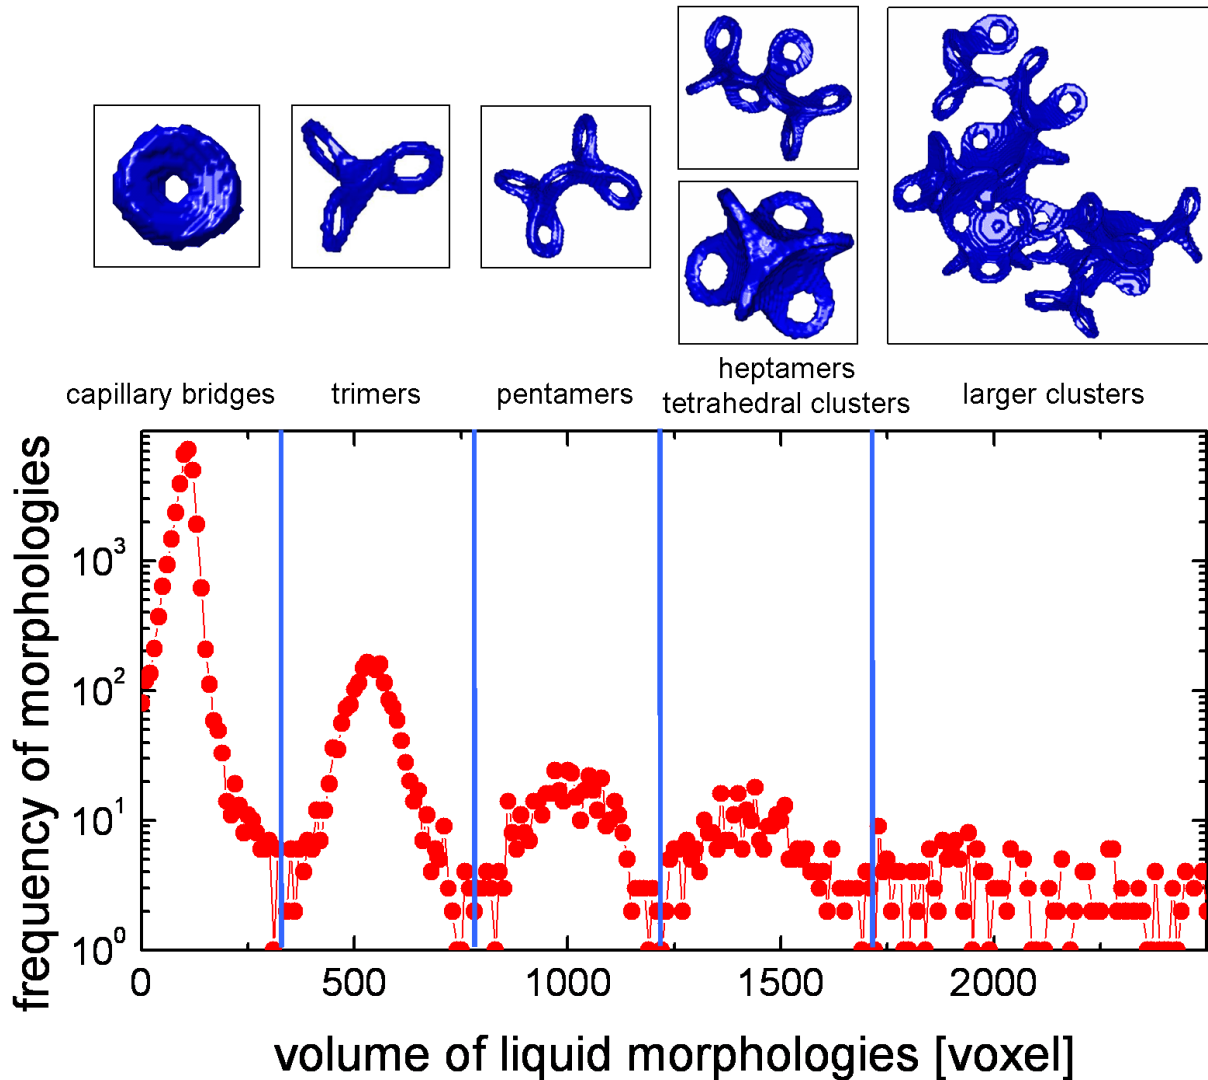 heptamers
capillary bridges trimers pentamers tetrahedral clusters larger clusters
frequency of morphologies
10³
10²
10¹
10⁰
0 500 1000 1500 2000
volume of liquid morphologies [voxel]